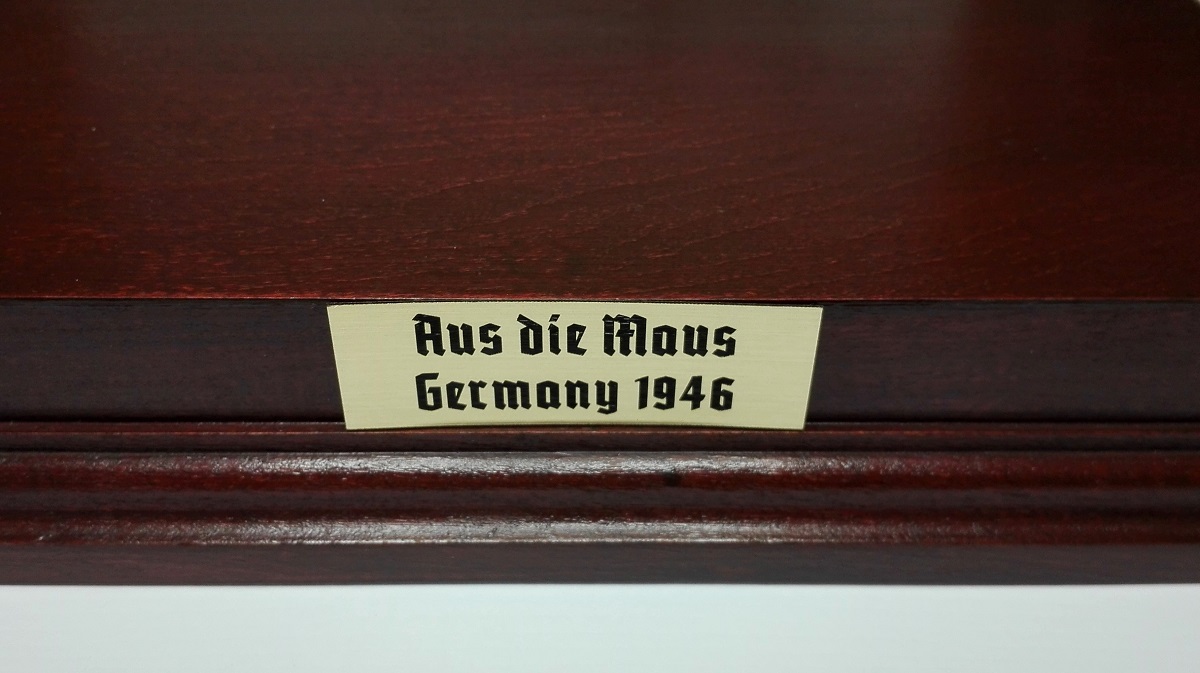 Aus die Maus
Germany 1946